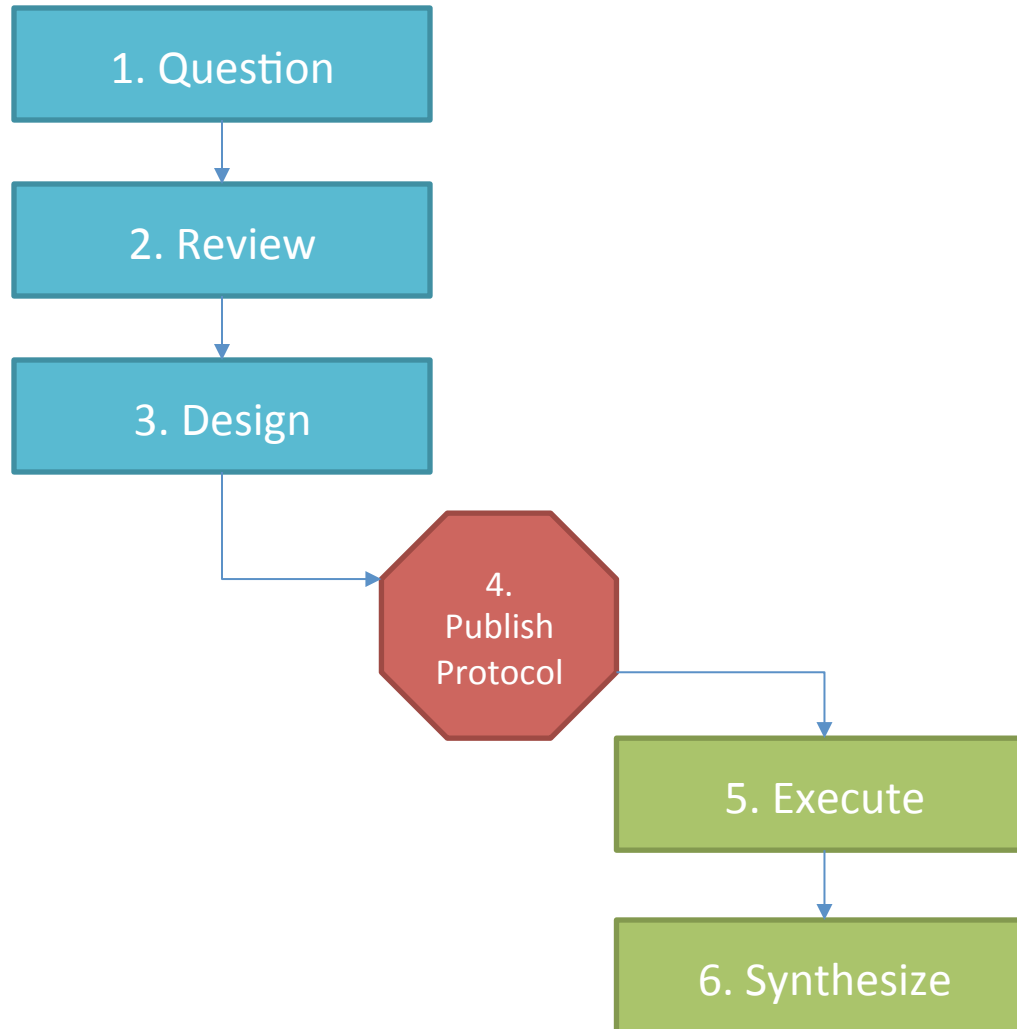 1. Question
2. Review
3. Design
4.
Publish
Protocol
5. Execute
6. Synthesize